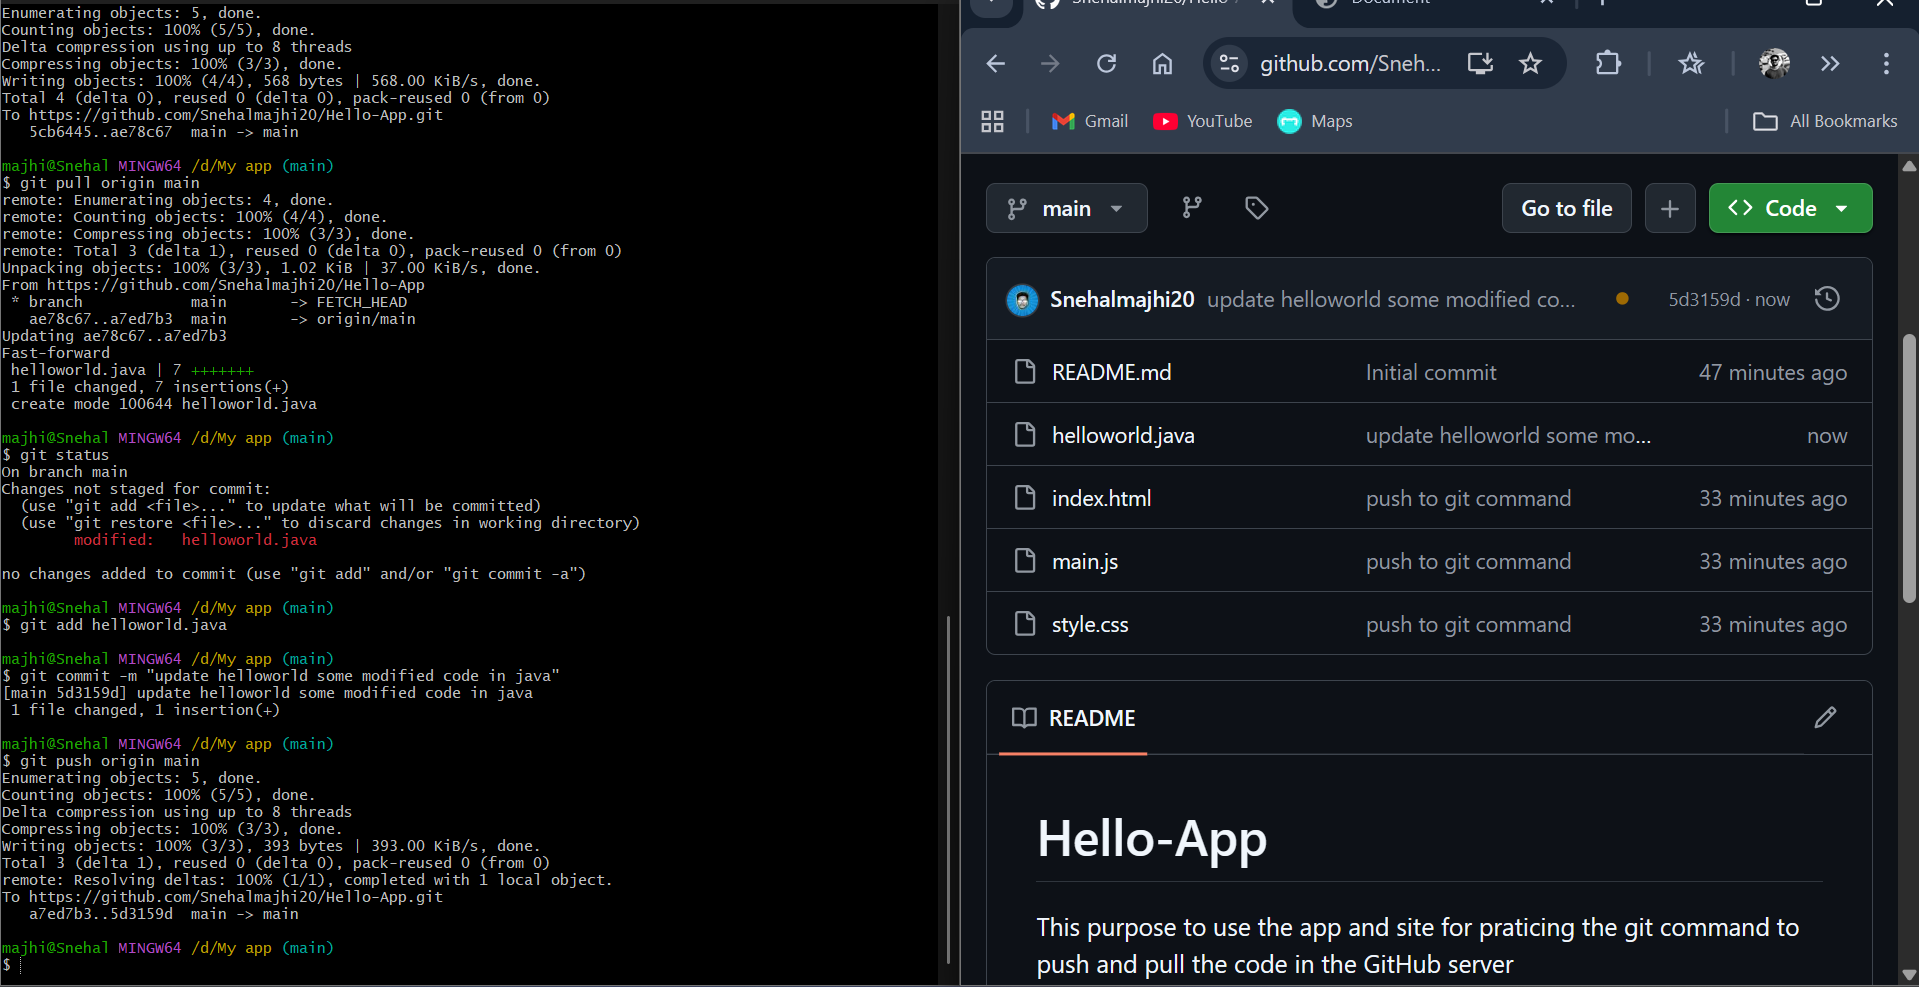 Enumerating objects: 5, done.
Counting objects: 100% (5/5), done.
Delta compression using up to 8 threads
Compressing objects: 100% (3/3), done.
Writing objects: 100% (4/4), 568 bytes | 568.00 KiB/s, done.
Total 4 (delta 0), reused 0 (delta 0), pack-reused 0 (from 0)
To https://github.com/Snehalmajhi20/Hello-App.git
   5cb6445..ae78c67  main -> main
majhi@Snehal MINGW64 /d/My app (main)
$ git pull origin main
remote: Enumerating objects: 4, done.
remote: Counting objects: 100% (4/4), done.
remote: Compressing objects: 100% (3/3), done.
remote: Total 3 (delta 1), reused 0 (delta 0), pack-reused 0 (from 0)
Unpacking objects: 100% (3/3), 1.02 KiB | 37.00 KiB/s, done.
From https://github.com/Snehalmajhi20/Hello-App
 * branch            main       -> FETCH_HEAD
   ae78c67..a7ed7b3  main       -> origin/main
Updating ae78c67..a7ed7b3
Fast-forward
 helloworld.java | 7 +++++++
 1 file changed, 7 insertions(+)
 create mode 100644 helloworld.java
majhi@Snehal MINGW64 /d/My app (main)
$ git status
On branch main
Changes not staged for commit:
  (use "git add <file>..." to update what will be committed)
  (use "git restore <file>..." to discard changes in working directory)
        modified:   helloworld.java
no changes added to commit (use "git add" and/or "git commit -a")
majhi@Snehal MINGW64 /d/My app (main)
$ git add helloworld.java
majhi@Snehal MINGW64 /d/My app (main)
$ git commit -m "update helloworld some modified code in java"
[main 5d3159d] update helloworld some modified code in java
 1 file changed, 1 insertion(+)
majhi@Snehal MINGW64 /d/My app (main)
$ git push origin main
Enumerating objects: 5, done.
Counting objects: 100% (5/5), done.
Delta compression using up to 8 threads
Compressing objects: 100% (3/3), done.
Writing objects: 100% (3/3), 393 bytes | 393.00 KiB/s, done.
Total 3 (delta 1), reused 0 (delta 0), pack-reused 0 (from 0)
remote: Resolving deltas: 100% (1/1), completed with 1 local object.
To https://github.com/Snehalmajhi20/Hello-App.git
   a7ed7b3..5d3159d  main -> main
majhi@Snehal MINGW64 /d/My app (main)
$
Snehalmajhi20/Hello Document
github.com/Sneh...
Gmail YouTube Maps All Bookmarks
main Go to file Code
Snehalmajhi20 update helloworld some modified co... 5d3159d · now
README.md Initial commit 47 minutes ago
helloworld.java update helloworld some mo... now
index.html push to git command 33 minutes ago
main.js push to git command 33 minutes ago
style.css push to git command 33 minutes ago
README
Hello-App
This purpose to use the app and site for praticing the git command to
push and pull the code in the GitHub server